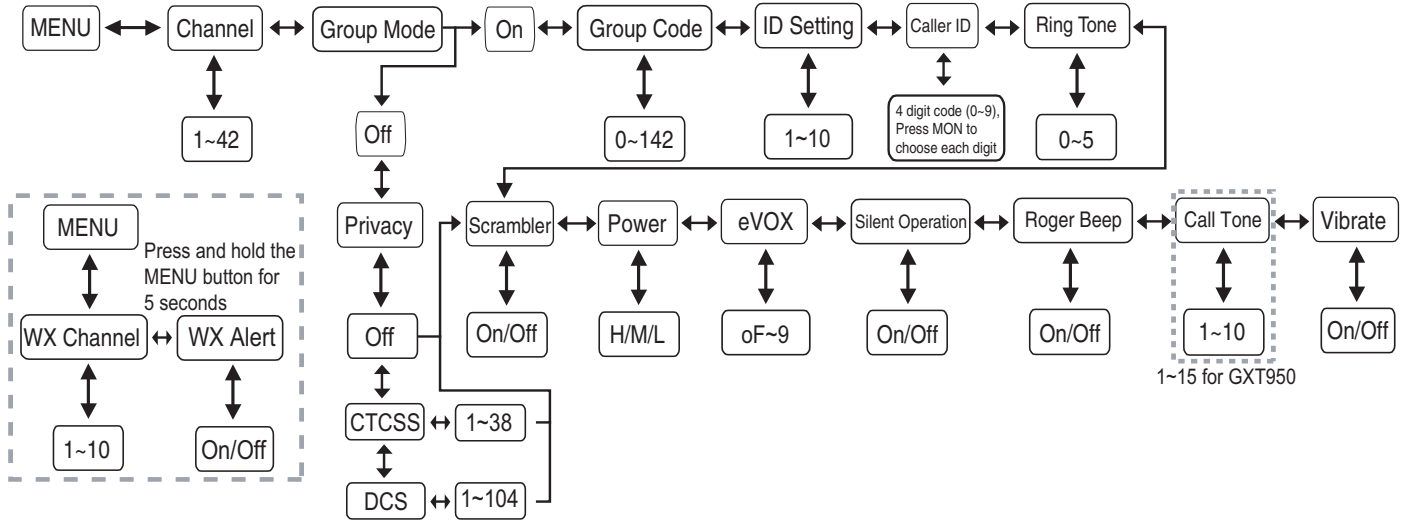 MENU
Channel
Group Mode
On
Group Code
ID Setting
Caller ID
Ring Tone
1~42
Off
0~142
1~10
4 digit code (0~9),
Press MON to
choose each digit
0~5
MENU
Press and hold the
MENU button for
5 seconds
WX Channel
WX Alert
1~10
On/Off
Privacy
Off
CTCSS
1~38
DCS
1~104
Scrambler
Power
eVOX
Silent Operation
Roger Beep
Call Tone
Vibrate
On/Off
H/M/L
oF~9
On/Off
On/Off
1~10
On/Off
1~15 for GXT950